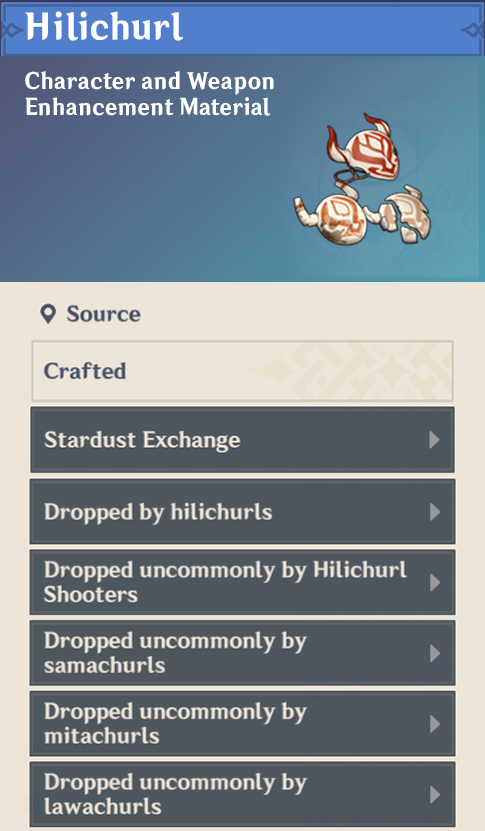 Hilichurl
Character and Weapon
Enhancement Material
Source
Crafted
Stardust Exchange
Dropped by hilichurls
Dropped uncommonly by Hilichurl
Shooters
Dropped uncommonly by
samachurls
Dropped uncommonly by
mitachurls
Dropped uncommonly by
lawachurls